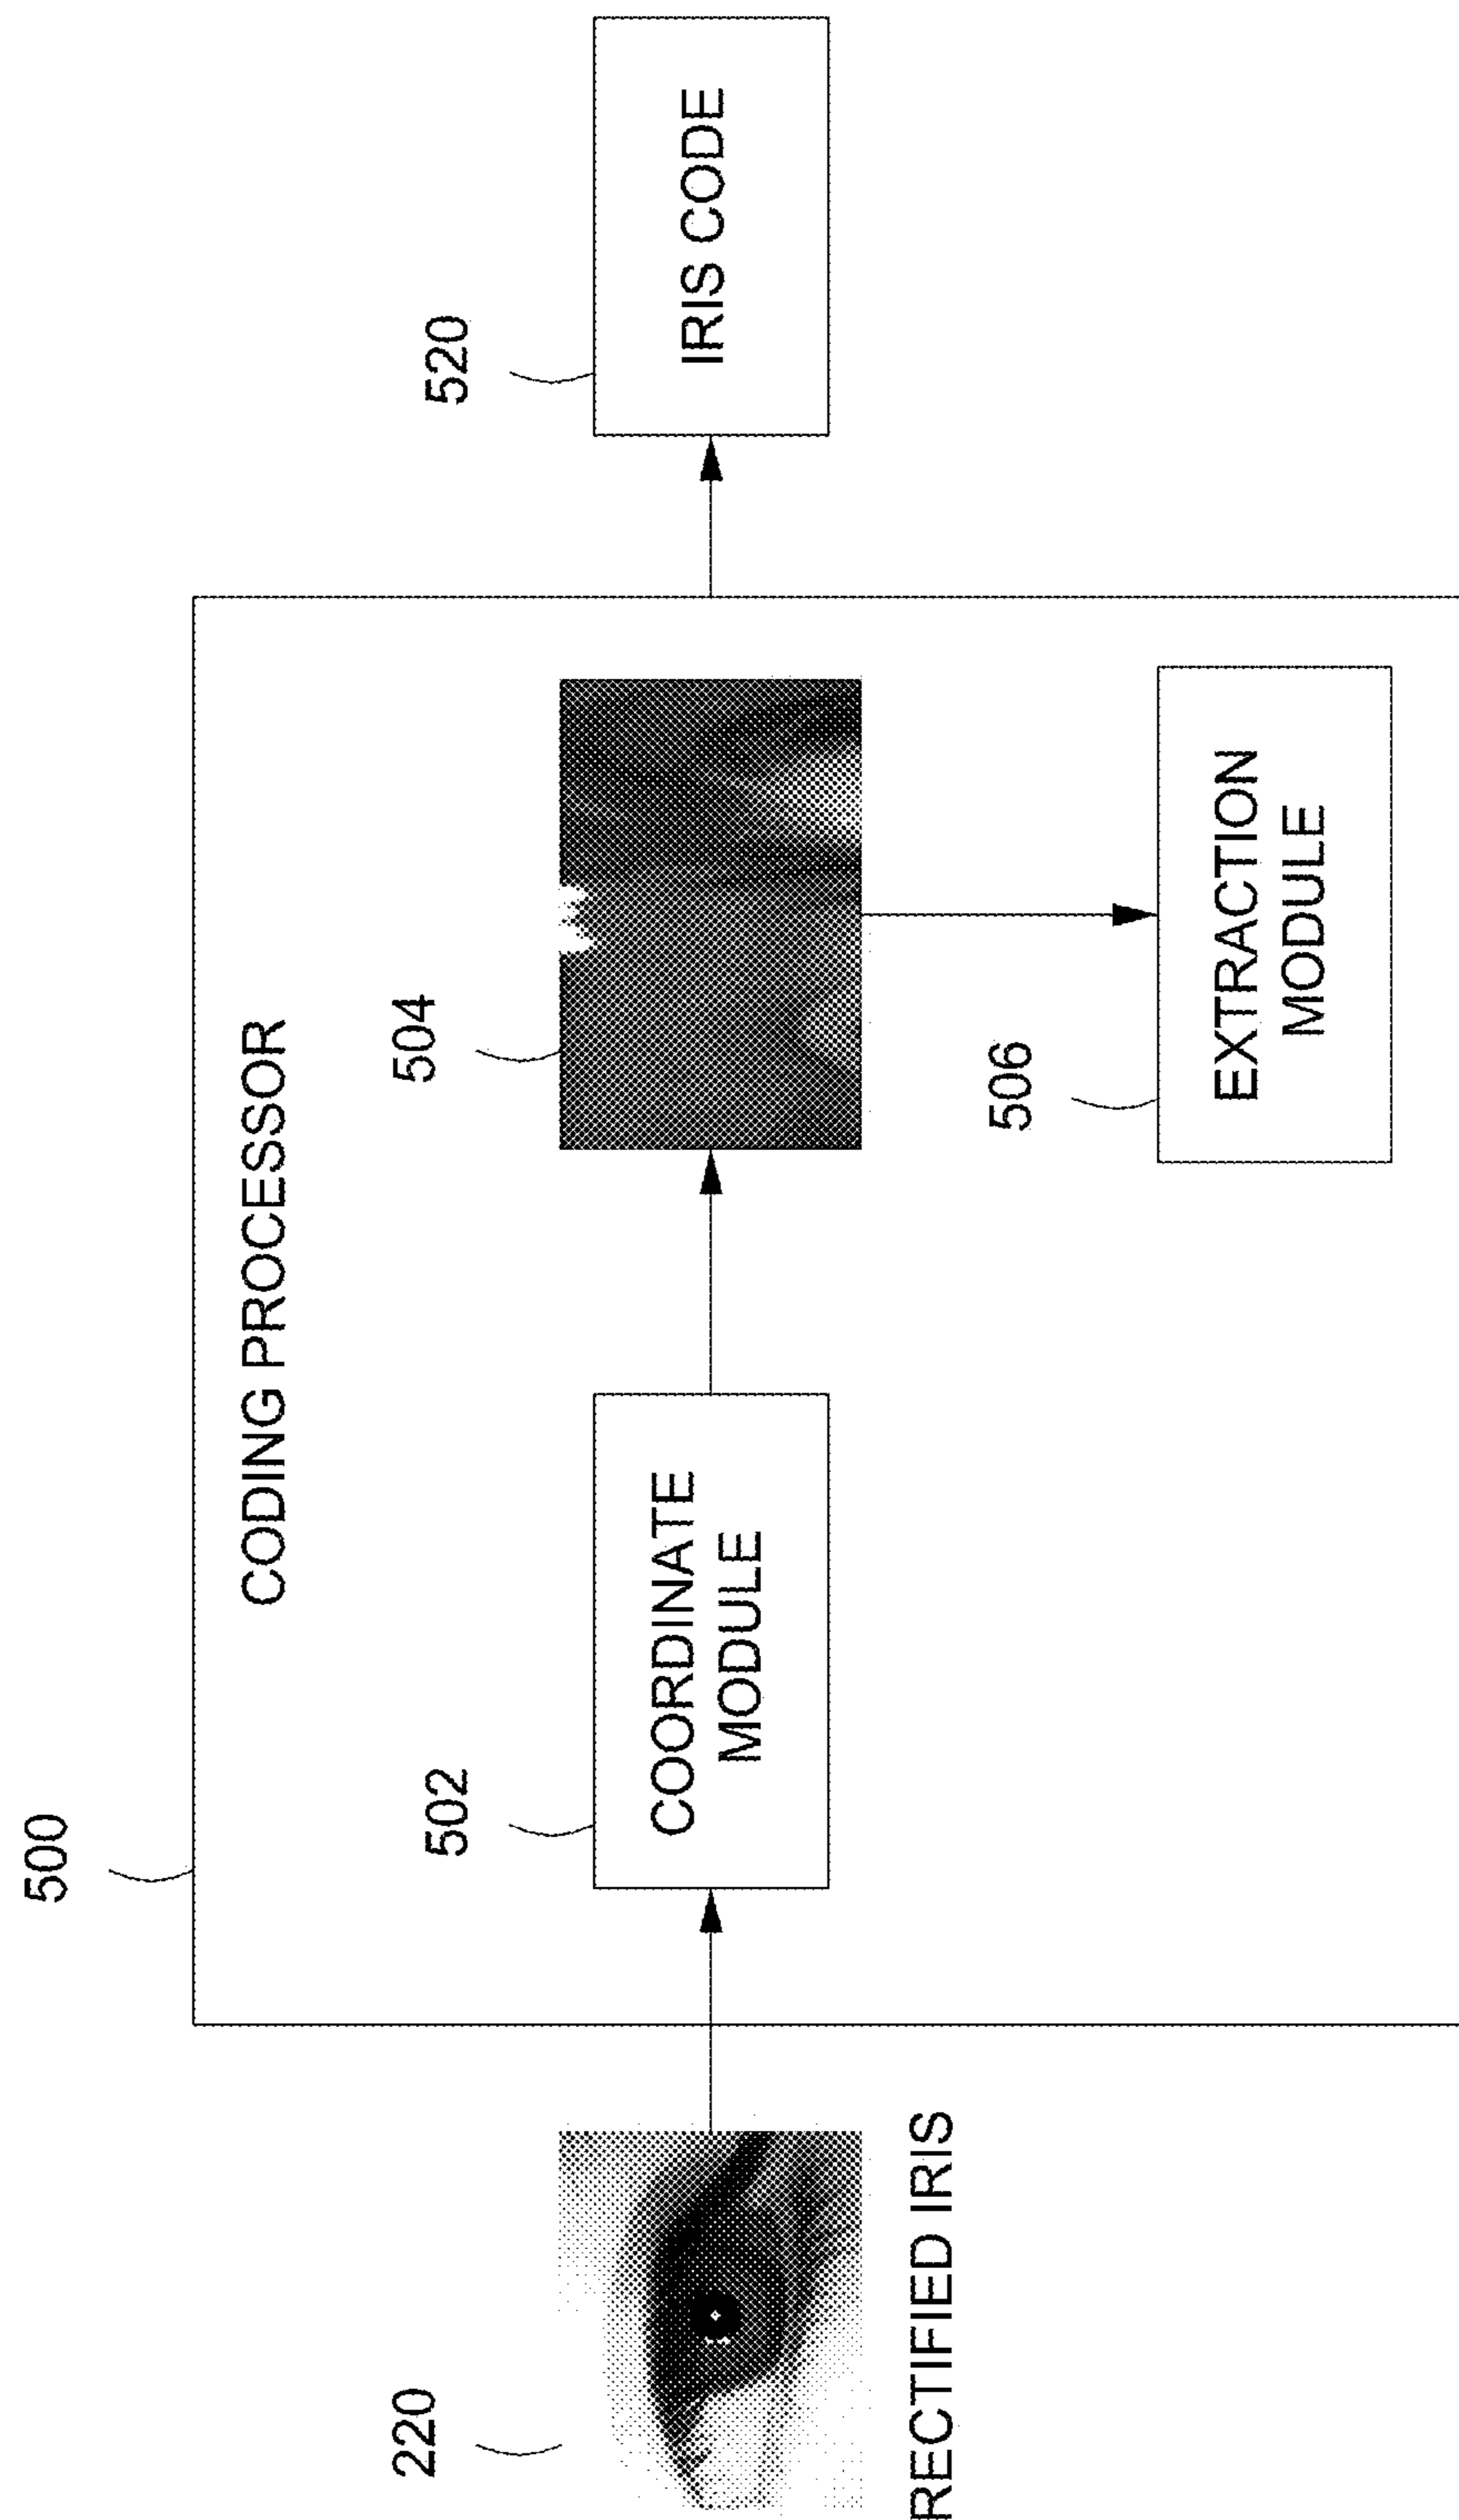 500
CODING PROCESSOR
220
502
504
520
COORDINATE
MODULE
IRIS CODE
RECTIFIED IRIS
506
EXTRACTION
MODULE